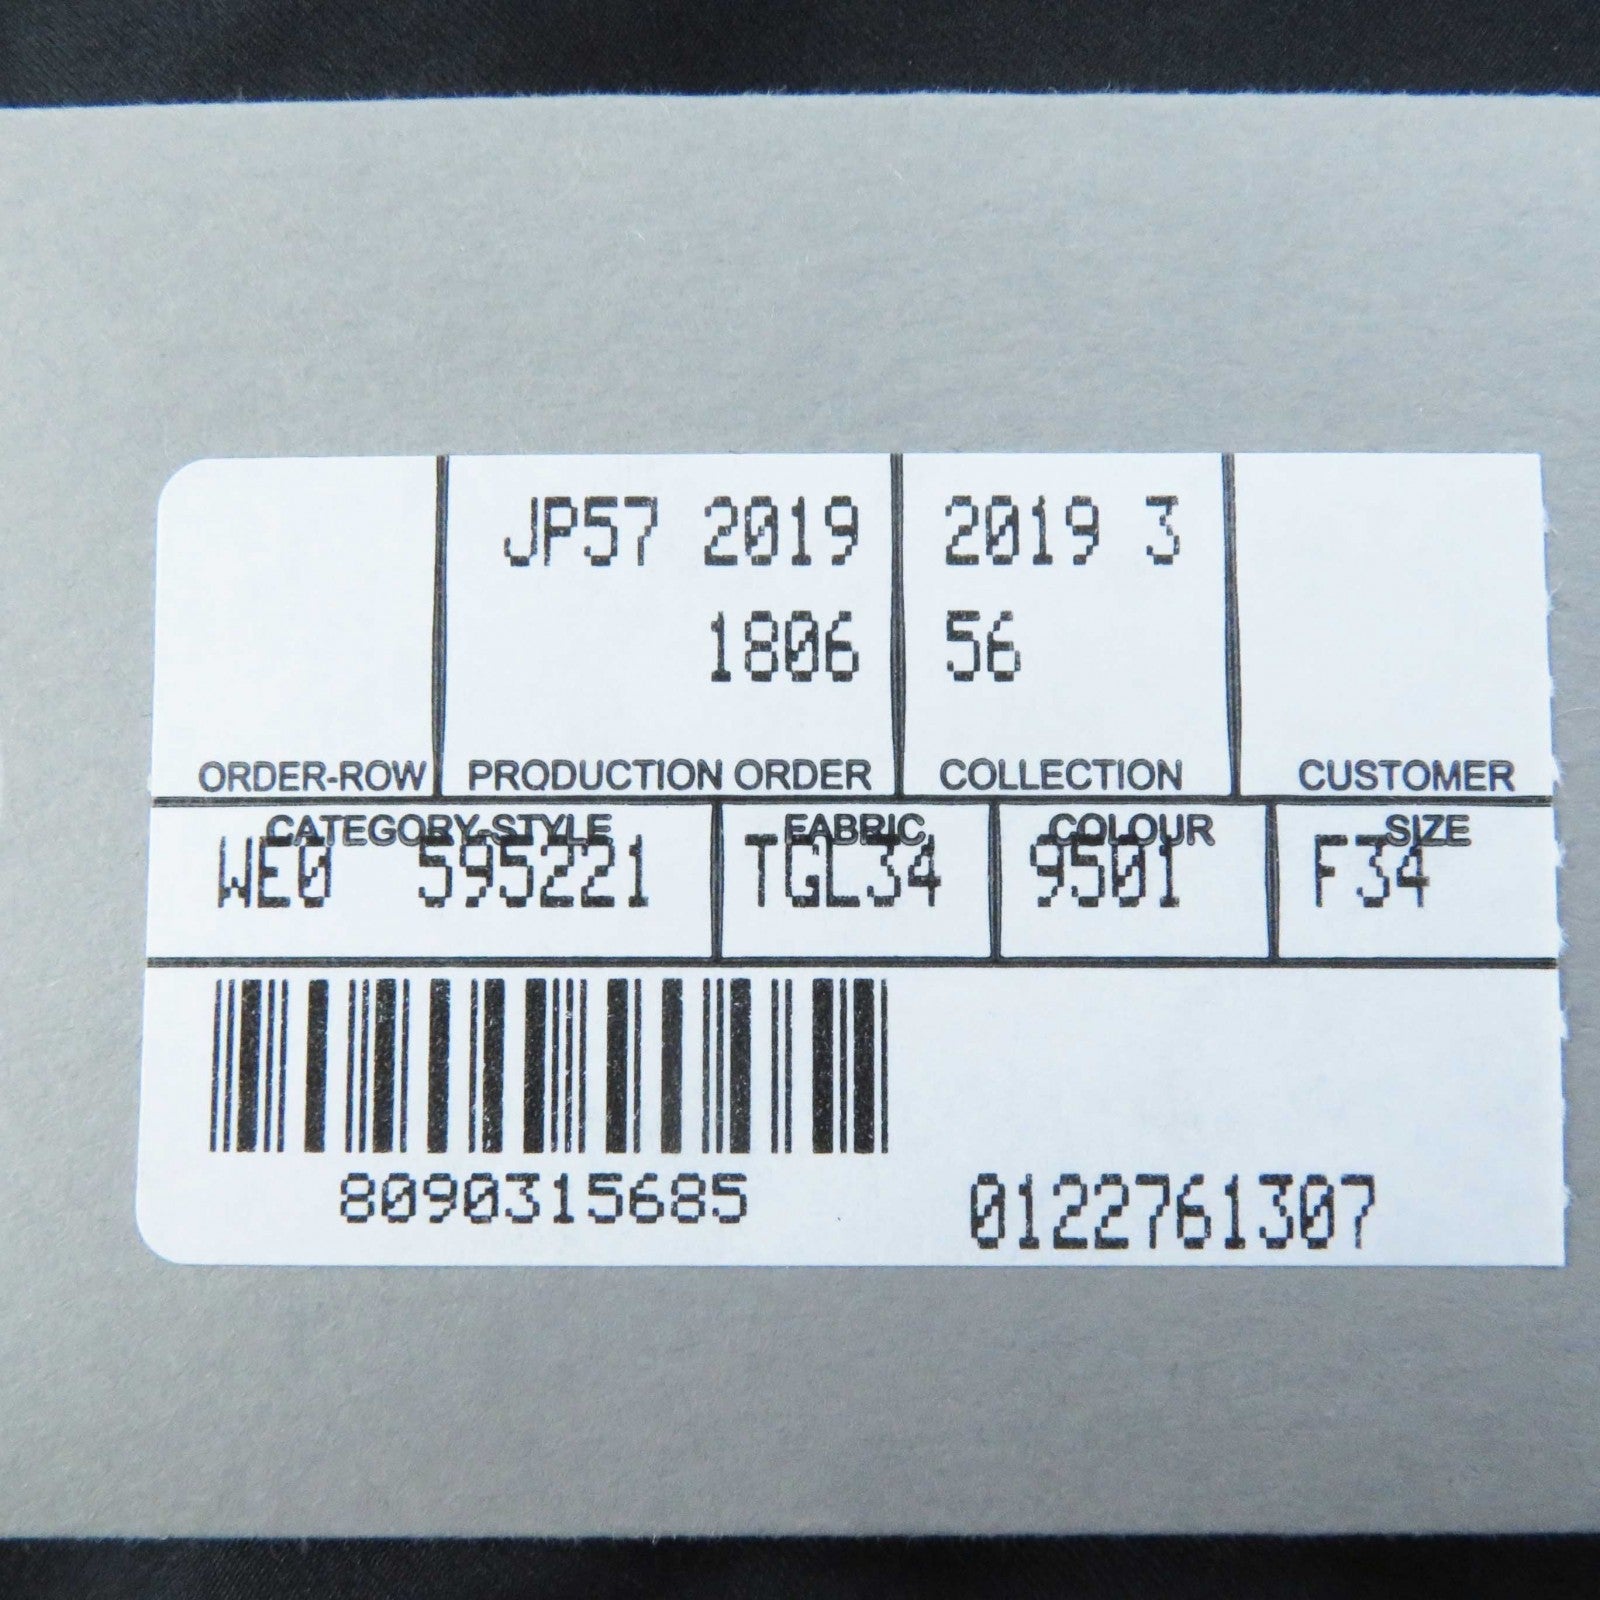 JP57 2019 2019 3
1806 56
ORDER-ROW PRODUCTION ORDER COLLECTION CUSTOMER
CATEGORY-STYLE FABRIC COLOUR SIZE
WE0 595221 TGL34 9501 F34
8090315685 0122761307